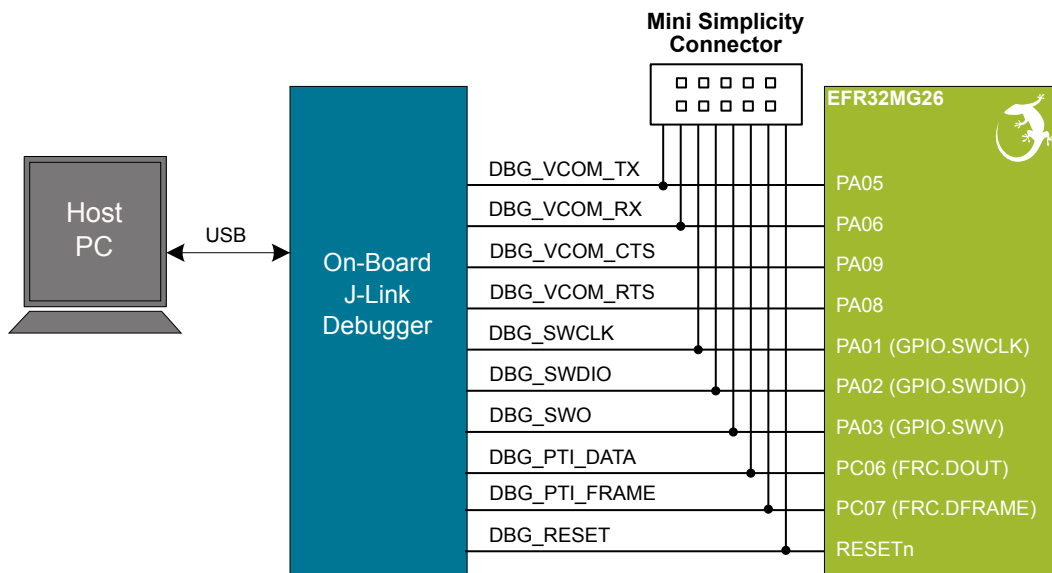 Mini Simplicity
Connector
EFR32MG26
Host
PC
USB
On-Board
J-Link
Debugger
DBG_VCOM_TX
PA05
DBG_VCOM_RX
PA06
DBG_VCOM_CTS
PA09
DBG_VCOM_RTS
PA08
DBG_SWCLK
PA01 (GPIO.SWCLK)
DBG_SWDIO
PA02 (GPIO.SWDIO)
DBG_SWO
PA03 (GPIO.SWV)
DBG_PTI_DATA
PC06 (FRC.DOUT)
DBG_PTI_FRAME
PC07 (FRC.DFRAME)
DBG_RESET
RESETn